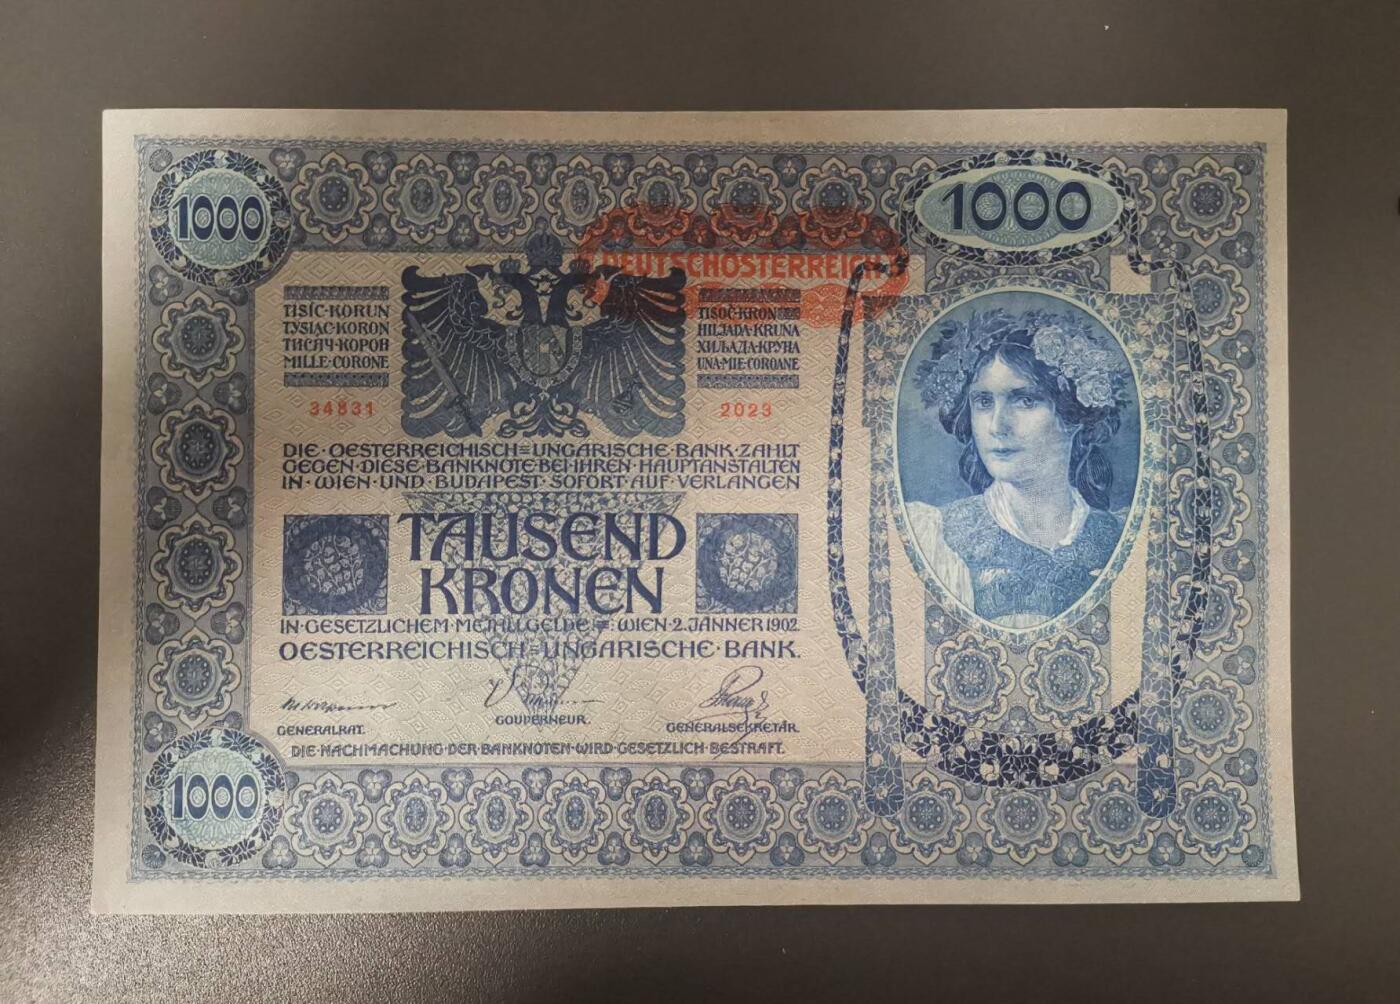 1000
1000
DEUTSCHÖSTERREICH
TISÍC·KORUN
TYSIĄC·KORON
ТИСЯЧ·КОРОН
MILLE·CORONE
TISOČ·KRON
HILJADA·KRUNA
ХИЉАДА·КРУНА
UNA·MIE·COROANE
34831
2023
DIE·OESTERREICHISCH=UNGARISCHE·BANK·ZAHLT
GEGEN·DIESE·BANKNOTE·BEI·IHREN·HAUPTANSTALTEN
IN·WIEN·UND·BUDAPEST·SOFORT·AUF·VERLANGEN
TAUSEND
KRONEN
IN·GESETZLICHEM·METALLGELDE=WIEN·2.JÄNNER 1902.
OESTERREICHISCH=UNGARISCHE·BANK.
GENERALRAT.
GOUVERNEUR.
GENERALSEKRETÄR.
DIE·NACHMACHUNG·DER·BANKNOTEN·WIRD·GESETZLICH·BESTRAFT.
1000